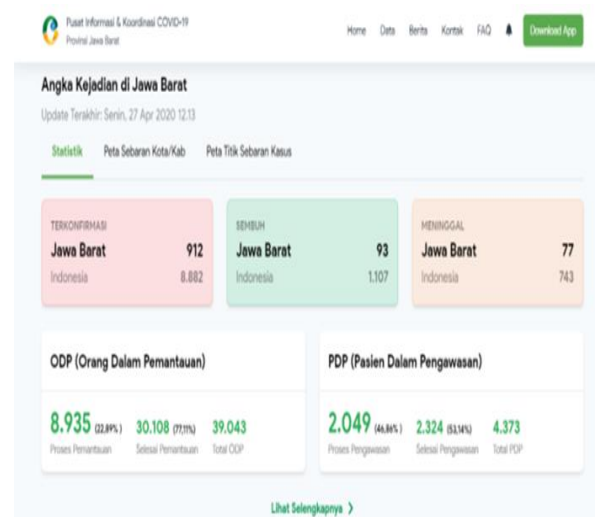 Pusat Informasi & Koordinasi COVID-19
Provinsi Jawa Barat
Home Data Berita Kontak FAQ Download App
Angka Kejadian di Jawa Barat
Update Terakhir: Senin, 27 Apr 2020 12.13
Statistik Peta Sebaran Kota/Kab Peta Titik Sebaran Kasus
TERKONFIRMASI
Jawa Barat 912
Indonesia 8.882
SEMBUH
Jawa Barat 93
Indonesia 1.107
MENINGGAL
Jawa Barat 77
Indonesia 743
ODP (Orang Dalam Pemantauan)
8.935 (22,89%) 30.108 (77,11%) 39.043
Proses Pemantauan Selesai Pemantauan Total ODP
PDP (Pasien Dalam Pengawasan)
2.049 (46,86%) 2.324 (53,14%) 4.373
Proses Pengawasan Selesai Pengawasan Total PDP
Lihat Selengkapnya